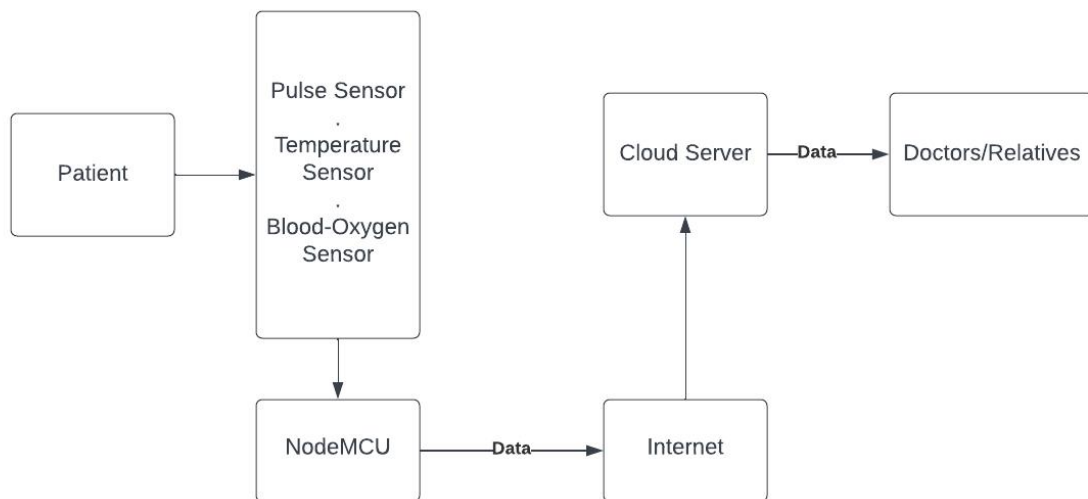 Patient
Pulse Sensor
.
Temperature
Sensor
.
Blood-Oxygen
Sensor
NodeMCU
Data
Internet
Cloud Server
Data
Doctors/Relatives